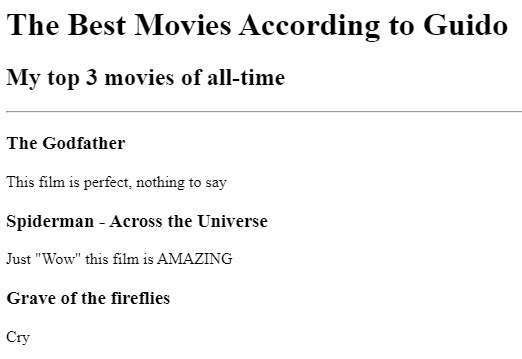 The Best Movies According to Guido
My top 3 movies of all-time
The Godfather
This film is perfect, nothing to say
Spiderman - Across the Universe
Just "Wow" this film is AMAZING
Grave of the fireflies
Cry